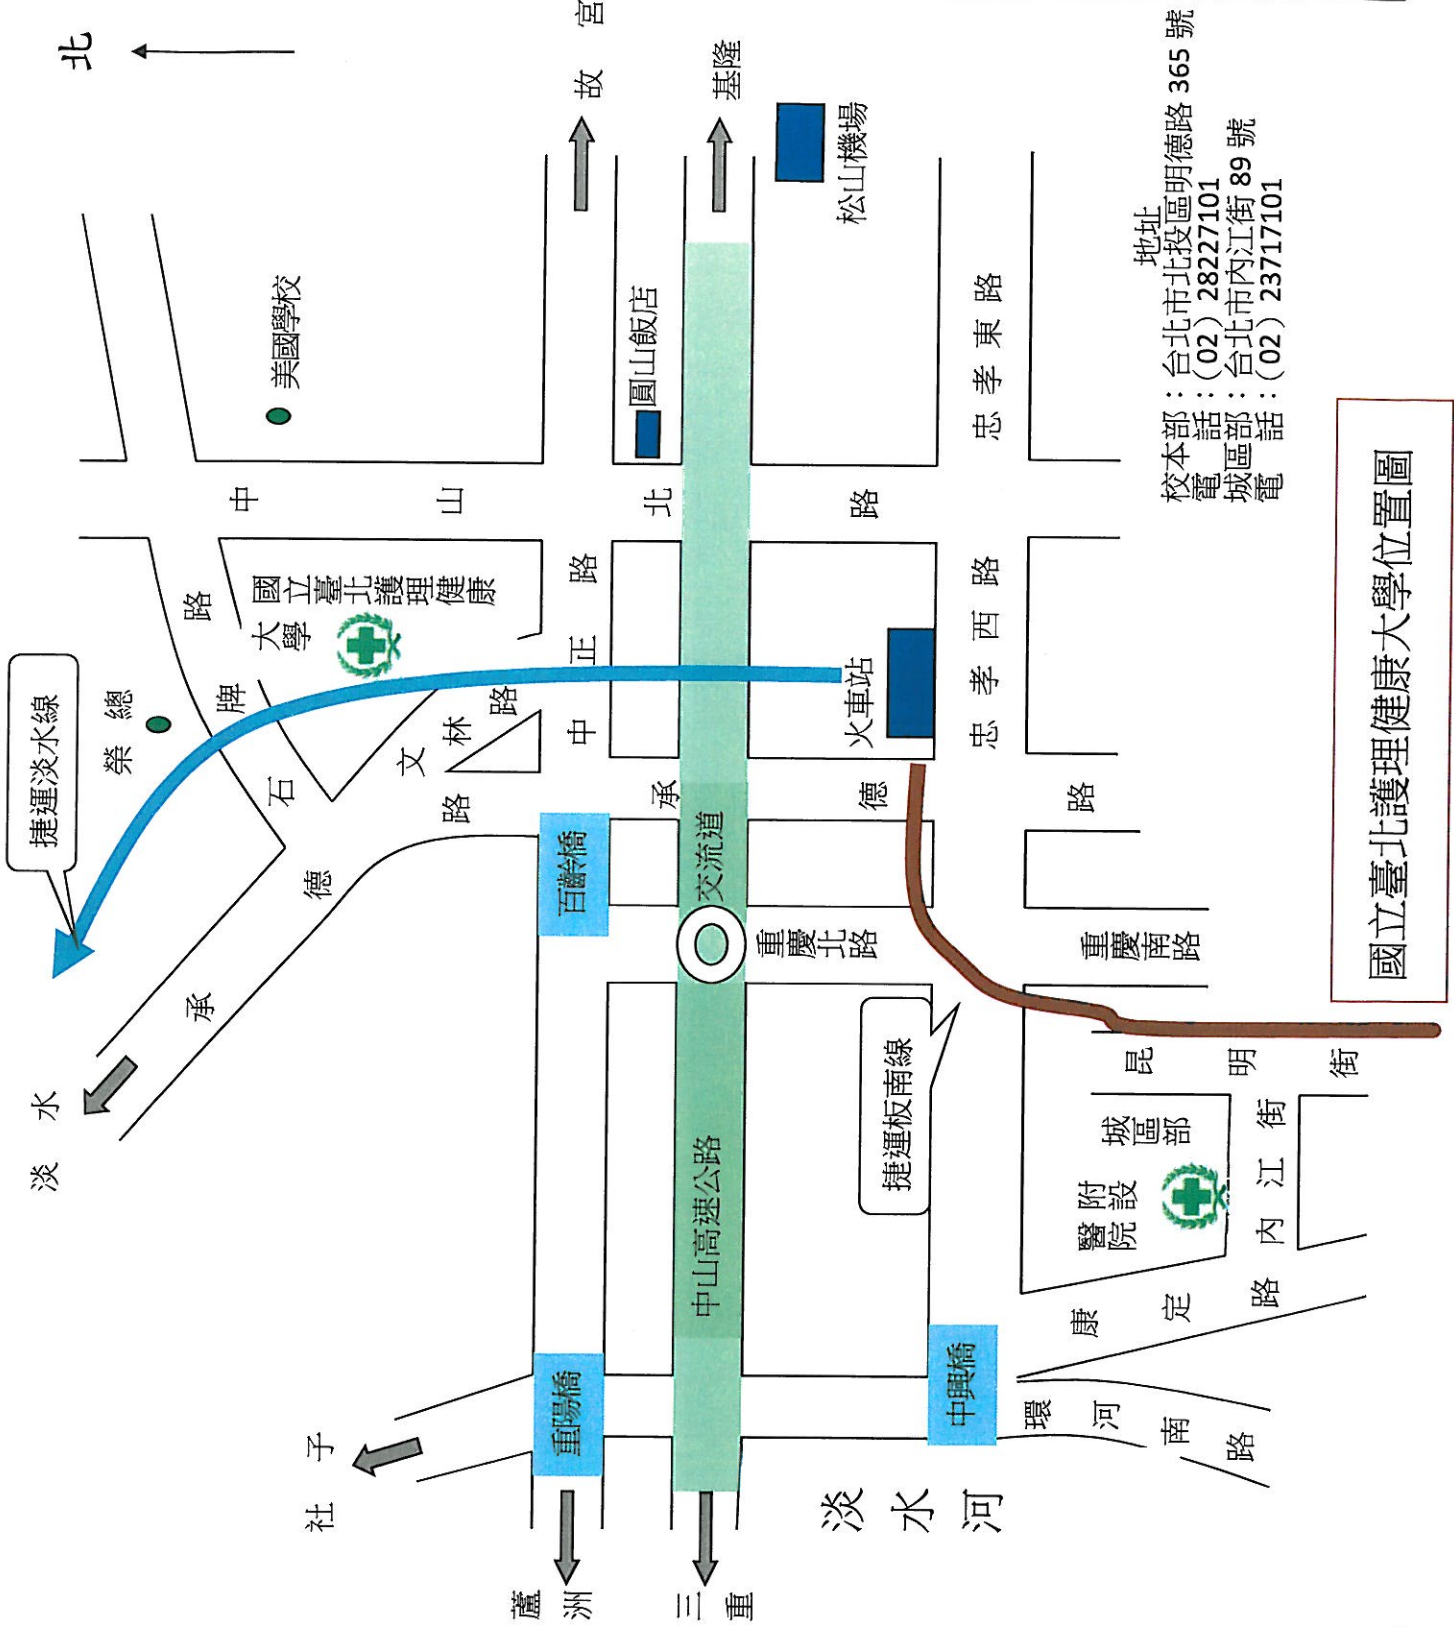 北
捷運淡水線
淡水
榮總
石牌路
美國學校
國立臺北護理健康
大學
中山北路
承德路
文林路
社子
蘆洲
重陽橋
百齡橋
中正路
故宮
圓山飯店
三重
中山高速公路
交流道
基隆
松山機場
重慶北路
承德路
火車站
淡水河
中興橋
捷運板南線
忠孝西路
忠孝東路
環河南路
康定路
附設
醫院
城區部
內江街
昆明街
重慶南路
地址
校本部：台北市北投區明德路 365 號
電 話：(02) 28227101
城區部：台北市內江街 89 號
電 話：(02) 23717101
國立臺北護理健康大學位置圖